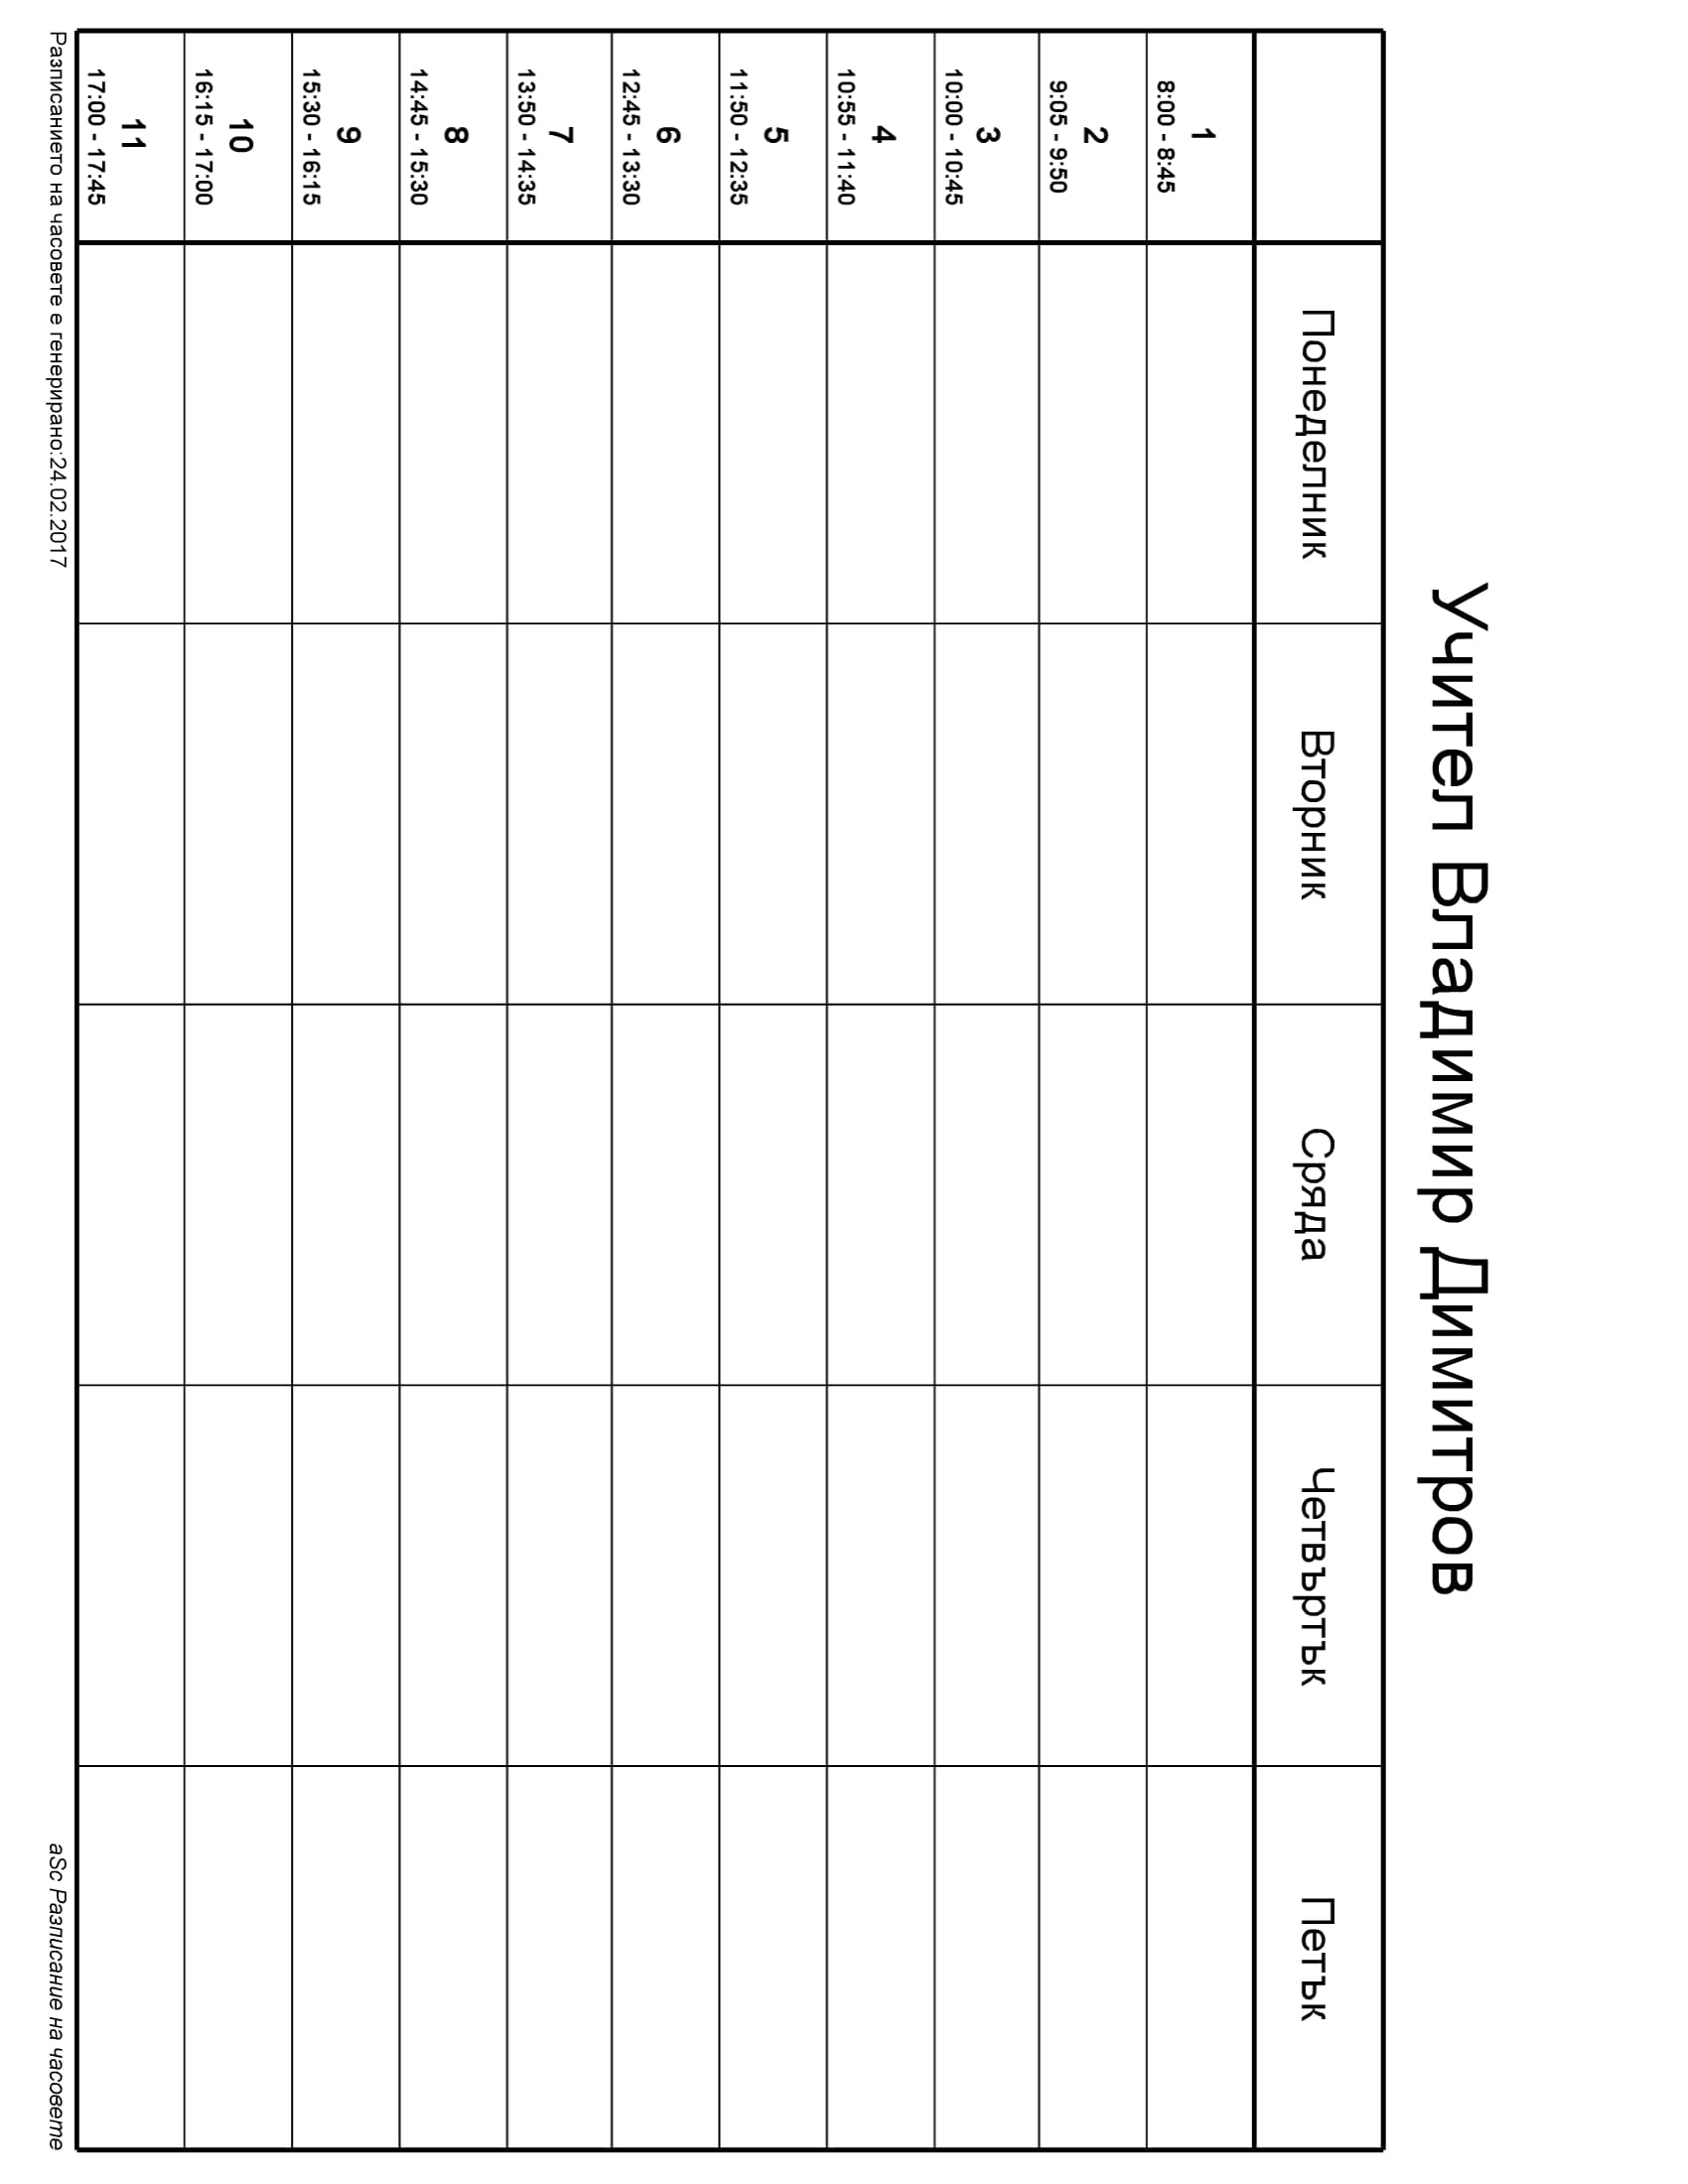 Учител Владимир Димитров
Понеделник Вторник Сряда Четвъртък Петък
1
8:00 - 8:45
2
9:05 - 9:50
3
10:00 - 10:45
4
10:55 - 11:40
5
11:50 - 12:35
6
12:45 - 13:30
7
13:50 - 14:35
8
14:45 - 15:30
9
15:30 - 16:15
10
16:15 - 17:00
11
17:00 - 17:45
Разписанието на часовете е генерирано:24.02.2017
aSc Разписание на часовете